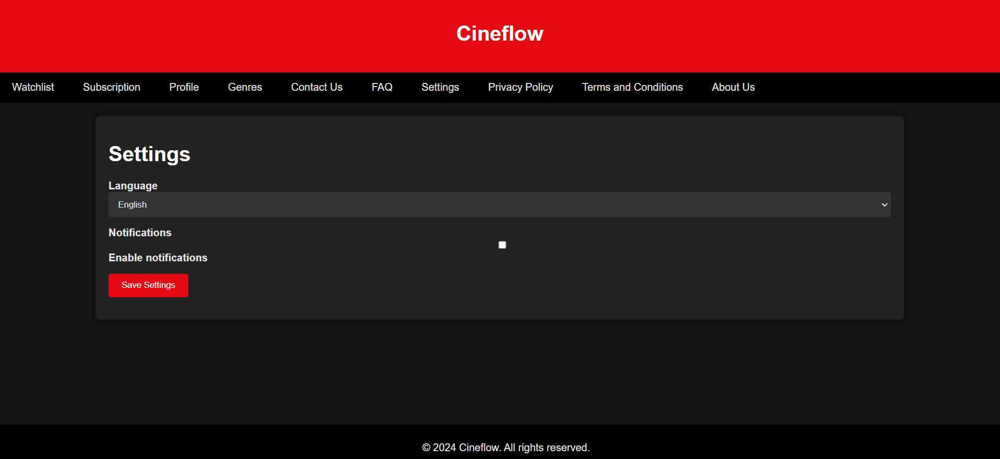 Cineflow
Watchlist Subscription Profile Genres Contact Us FAQ Settings Privacy Policy Terms and Conditions About Us
Settings
Language
English
Notifications
Enable notifications
Save Settings
© 2024 Cineflow. All rights reserved.